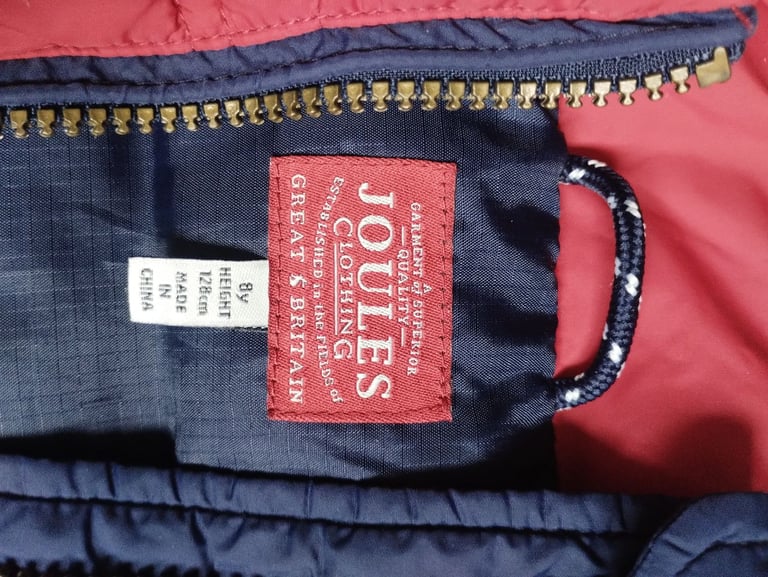 A
GARMENT of SUPERIOR
QUALITY
JOULES
CLOTHING
ESTABLISHED in the FIELDS of
GREAT & BRITAIN
8y
HEIGHT
128cm
MADE
IN
CHINA